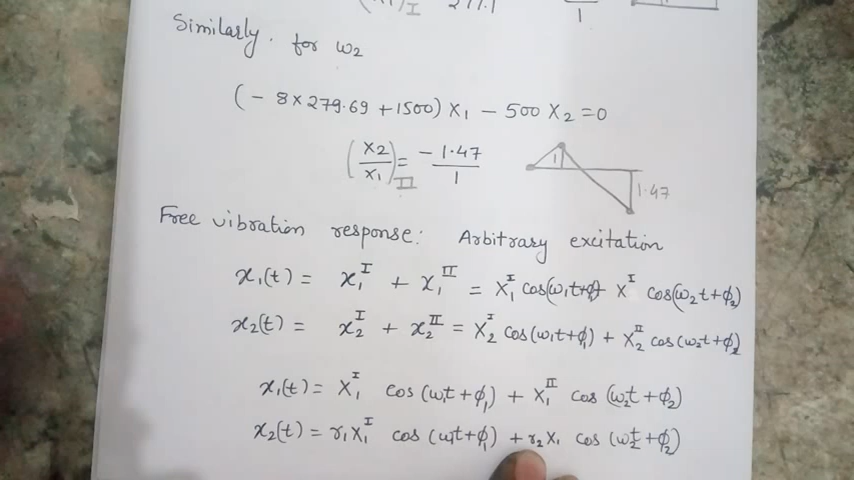 I
1
Similarly. for ω₂
(- 8×279.69 + 1500) X₁ - 500 X₂ = 0
(X2/X1)II = -1.47/1
1
1.47
Free vibration response: Arbitrary excitation
x₁(t) = x₁ᴵ + x₁ᴵᴵ = X₁ᴵ cos(ω₁t+ϕ₁) Xᴵ cos(ω₂t+ϕ₂)
x₂(t) = x₂ᴵ + x₂ᴵᴵ = X₂ᴵ cos(ω₁t+ϕ₁) + X₂ᴵᴵ cos(ω₂t+ϕ₂
x₁(t) = X₁ᴵ cos (ω₁t+ϕ₁) + X₁ᴵᴵ cos (ω₂t+ϕ₂)
x₂(t) = r₁X₁ᴵ cos (ω₁t+ϕ₁) + r₂X₁ cos (ω₂t+ϕ₂)